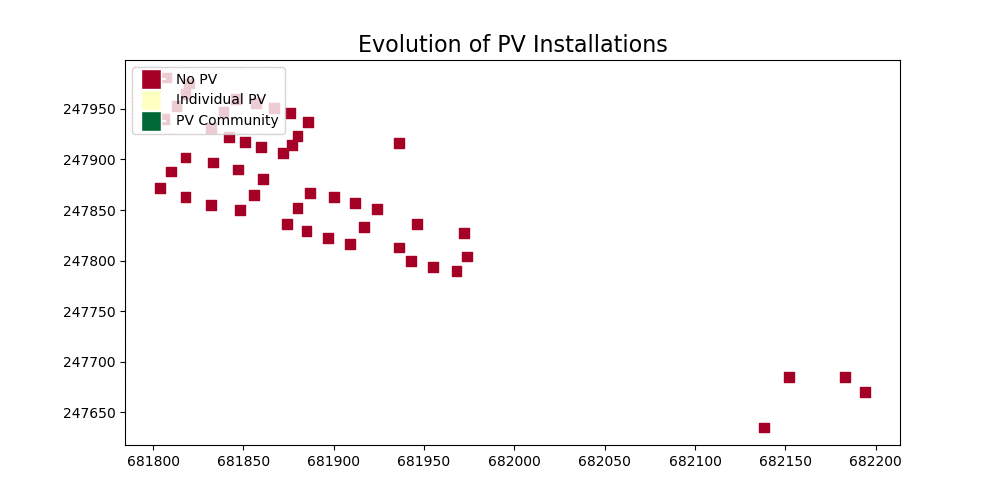 Evolution of PV Installations
No PV
Individual PV
PV Community
247950
247900
247850
247800
247750
247700
247650
681800 681850 681900 681950 682000 682050 682100 682150 682200